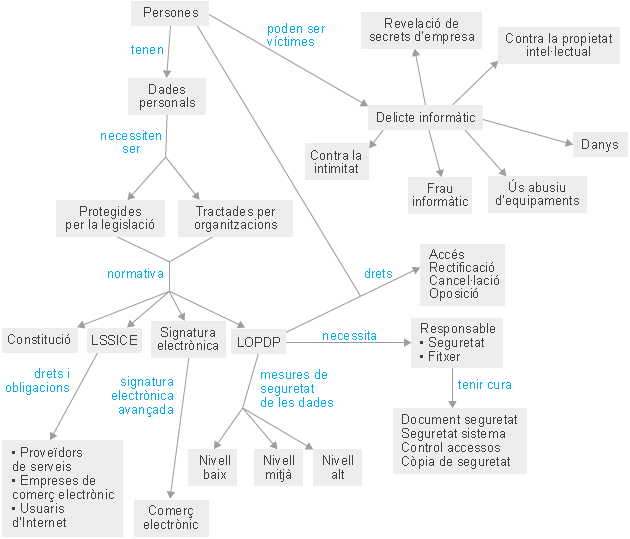 Persones
poden ser
víctimes
Revelació de
secrets d'empresa
Contra la propietat
intel·lectual
tenen
Dades
personals
Delicte informàtic
necessiten
ser
Danys
Contra la
intimitat
Frau
informàtic
Ús abusiu
d'equipaments
Protegides
per la legislació
Tractades per
organitzacions
normativa
drets
Accés
Rectificació
Cancel·lació
Oposició
Constitució
LSSICE
Signatura
electrònica
LOPDP
necessita
Responsable
▪ Seguretat
▪ Fitxer
drets i
obligacions
signatura
electrònica
avançada
mesures de
seguretat
de les dades
tenir cura
Document seguretat
Seguretat sistema
Control accessos
Còpia de seguretat
▪ Proveïdors
de serveis
▪ Empreses de
comerç electrònic
▪ Usuaris
d'Internet
Nivell
baix
Nivell
mitjà
Nivell
alt
Comerç
electrònic